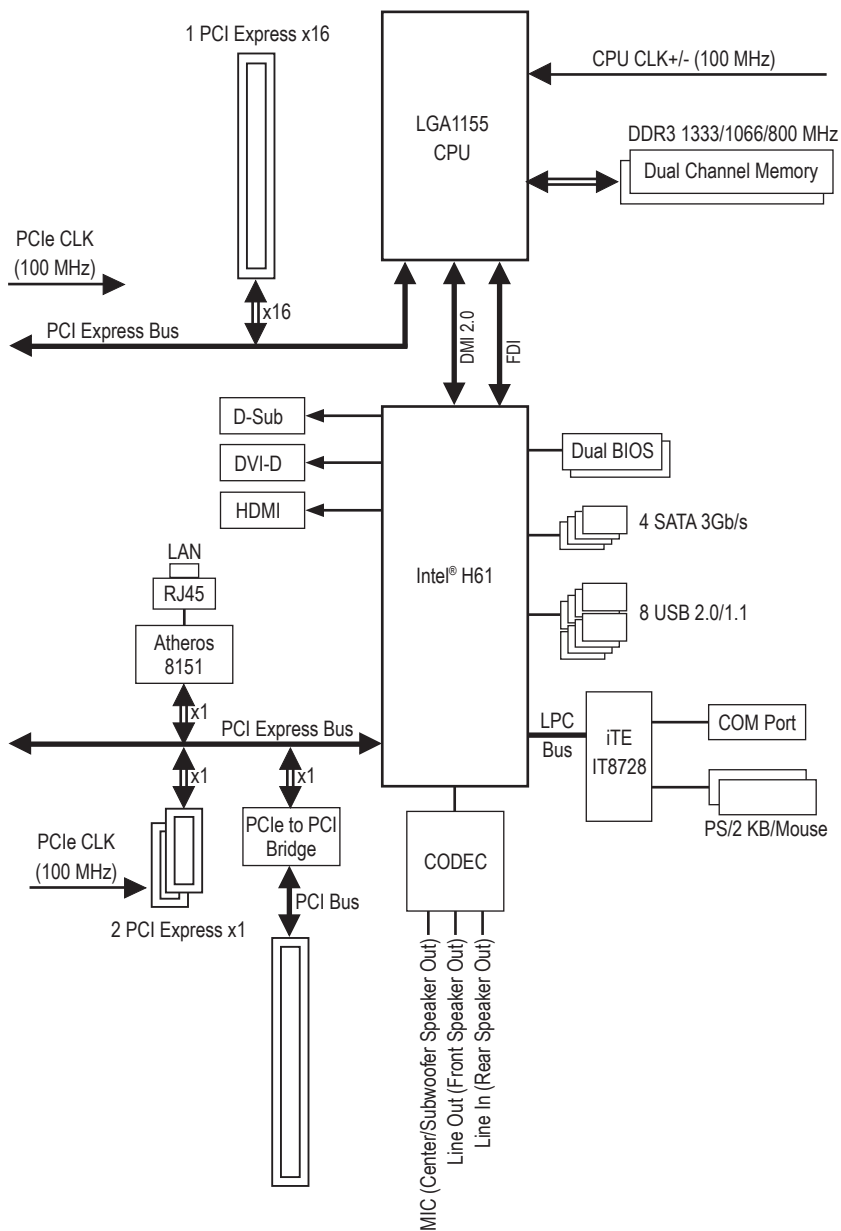 1 PCI Express x16
CPU CLK+/- (100 MHz)
LGA1155
CPU
DDR3 1333/1066/800 MHz
Dual Channel Memory
PCIe CLK
(100 MHz)
x16
PCI Express Bus
DMI 2.0
FDI
D-Sub
Dual BIOS
DVI-D
HDMI
4 SATA 3Gb/s
LAN
RJ45
Intel® H61
8 USB 2.0/1.1
Atheros
8151
x1
PCI Express Bus
LPC
Bus
iTE
IT8728
COM Port
x1
x1
PS/2 KB/Mouse
PCIe CLK
(100 MHz)
PCIe to PCI
Bridge
CODEC
PCI Bus
2 PCI Express x1
MIC (Center/Subwoofer Speaker Out)
Line Out (Front Speaker Out)
Line In (Rear Speaker Out)